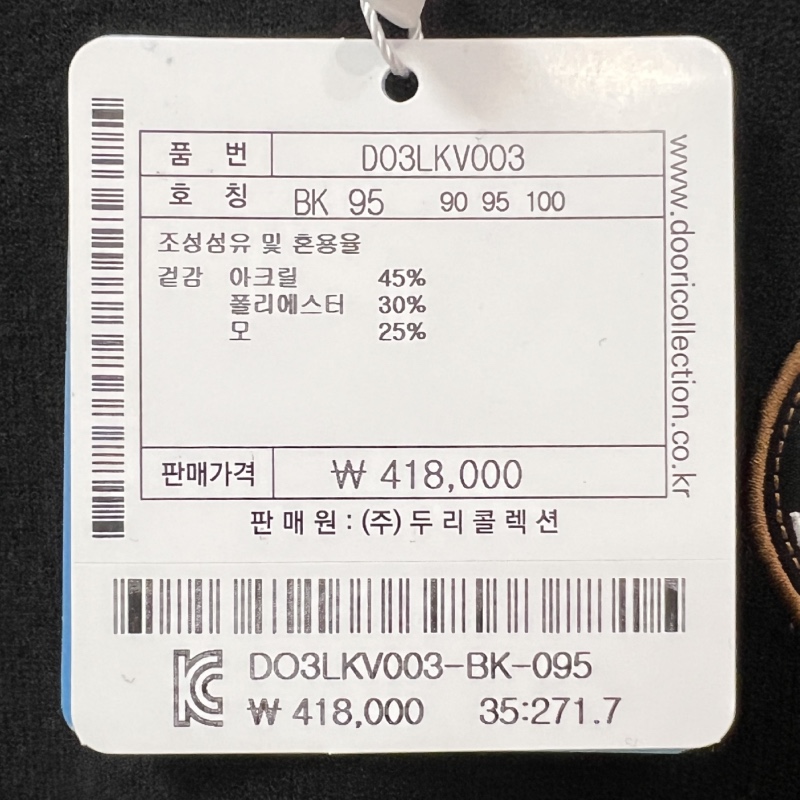 품 번 DO3LKV003
호 칭 BK 95 90 95 100
조성섬유 및 혼용율
겉감 아크릴 45%
폴리에스터 30%
모 25%
판매가격 ₩ 418,000
판매원 : (주)두리콜렉션
www.dooricollection.co.kr
KC DO3LKV003-BK-095
₩ 418,000 35:271.7